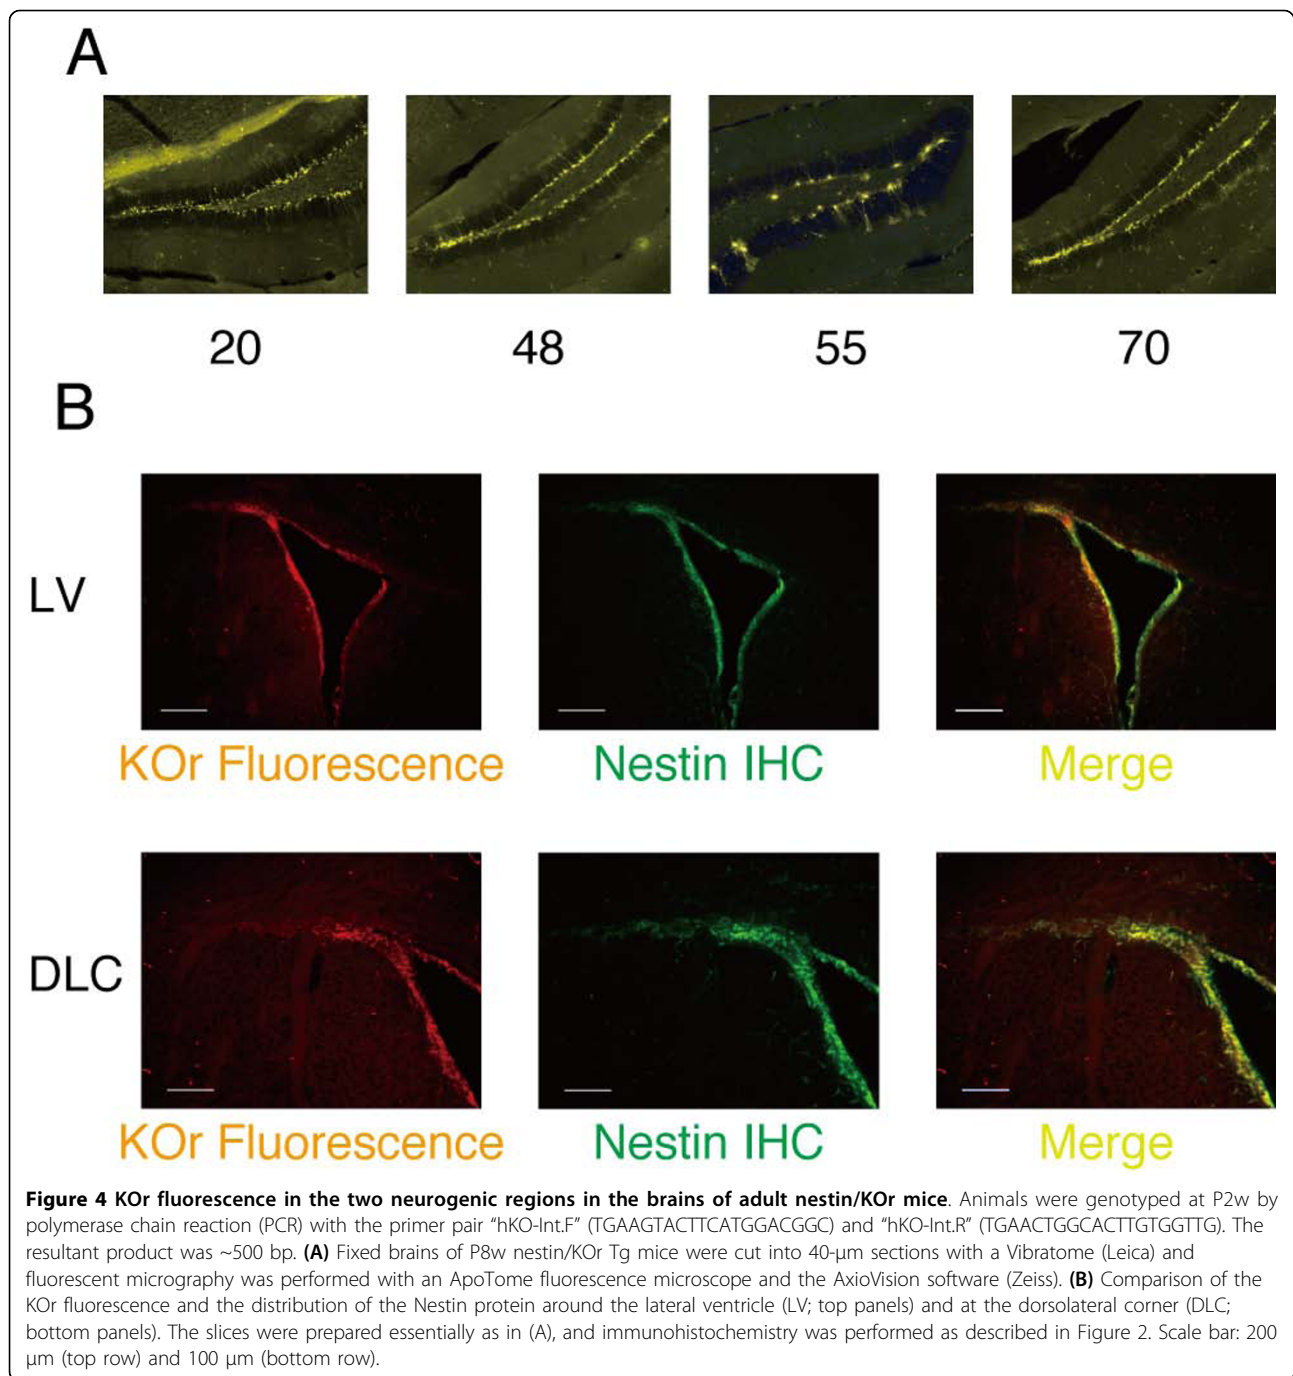 A
20 48 55 70
B
LV
KOr Fluorescence Nestin IHC Merge
DLC
KOr Fluorescence Nestin IHC Merge
Figure 4 KOr fluorescence in the two neurogenic regions in the brains of adult nestin/KOr mice. Animals were genotyped at P2w by
polymerase chain reaction (PCR) with the primer pair “hKO-Int.F” (TGAAGTACTTCATGGACGGC) and “hKO-Int.R” (TGAACTGGCACTTGTGGTTG). The
resultant product was ~500 bp. (A) Fixed brains of P8w nestin/KOr Tg mice were cut into 40-μm sections with a Vibratome (Leica) and
fluorescent micrography was performed with an ApoTome fluorescence microscope and the AxioVision software (Zeiss). (B) Comparison of the
KOr fluorescence and the distribution of the Nestin protein around the lateral ventricle (LV; top panels) and at the dorsolateral corner (DLC;
bottom panels). The slices were prepared essentially as in (A), and immunohistochemistry was performed as described in Figure 2. Scale bar: 200
μm (top row) and 100 μm (bottom row).